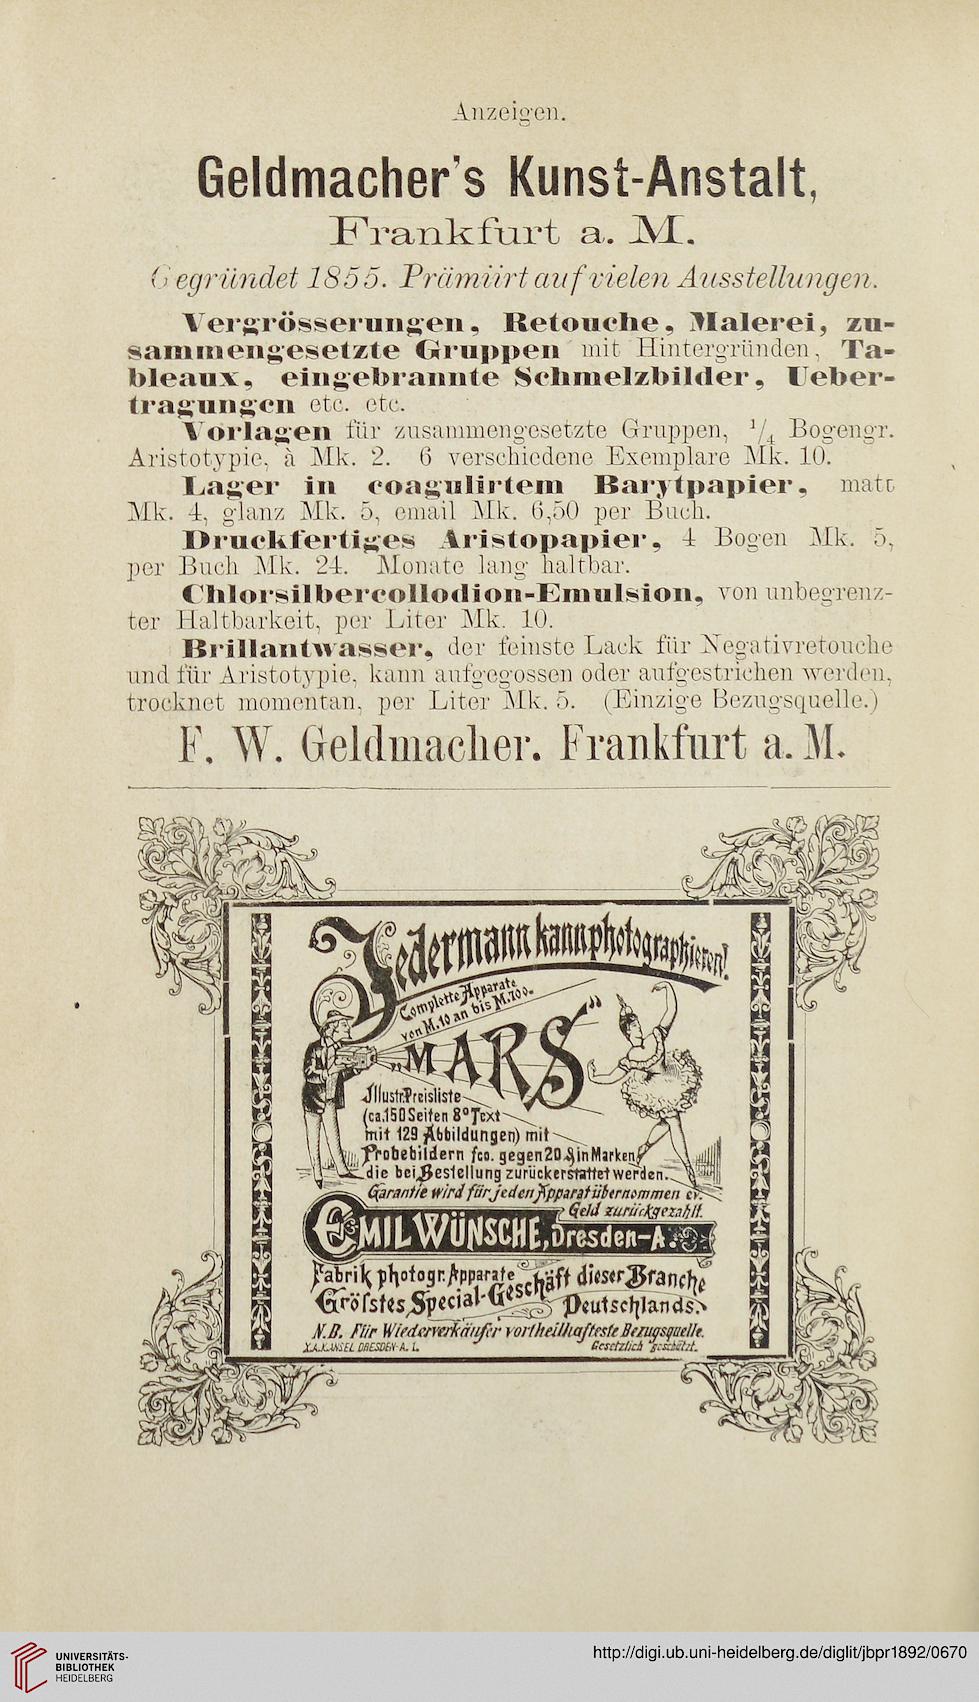 Anzeigen.
Geldmacher's Kunst-Anstalt,
Frankfurt a. M.
Gegründet 1855. Prämiirt auf vielen Ausstellungen.
Vergrösserungen, Retouche, Malerei, zu-
sammengesetzte Gruppen mit Hintergründen, Ta-
bleaux, eingebrannte Schmelzbilder, Ueber-
tragungen etc. etc.
Vorlagen für zusammengesetzte Gruppen, 1/4 Bogengr.
Aristotypie, à Mk. 2. 6 verschiedene Exemplare Mk. 10.
Lager in coagulirtem Barytpapier, matt
Mk. 4, glanz Mk. 5, email Mk. 6,50 per Buch.
Druckfertiges Aristopapier, 4 Bogen Mk. 5,
per Buch Mk. 24. Monate lang haltbar.
Chlorsilbercollodion-Emulsion, von unbegrenz-
ter Haltbarkeit, per Liter Mk. 10.
Brillantwasser, der feinste Lack für Negativretouche
und für Aristotypie, kann aufgegossen oder aufgestrichen werden,
trocknet momentan, per Liter Mk. 5. (Einzige Bezugsquelle.)
F. W. Geldmacher. Frankfurt a. M.
Jedermann kann photographieren!
Complette Apparate
von M.10 an bis M.700.
„MARS"
Illustr. Preisliste
(ca. 150 Seiten 8° Text
mit 129 Abbildungen) mit
Probebildern fco. gegen 20 ₰ in Marken,
die bei Bestellung zurückerstattet werden.
Garantie wird für jeden Apparat übernommen ev.
Geld zurückgezahlt.
EMIL WÜNSCHE, Dresden-A.
Fabrik photogr. Apparate
Grösstes Special-Geschäft dieser Branche
Deutschlands.
N.B. Für Wiederverkäufer vortheilhafteste Bezugsquelle.
DRESDEN-A. 1. Gesetzlich geschützt.
UNIVERSITÄTS-
BIBLIOTHEK
HEIDELBERG
http://digi.ub.uni-heidelberg.de/diglit/jbpr1892/0670